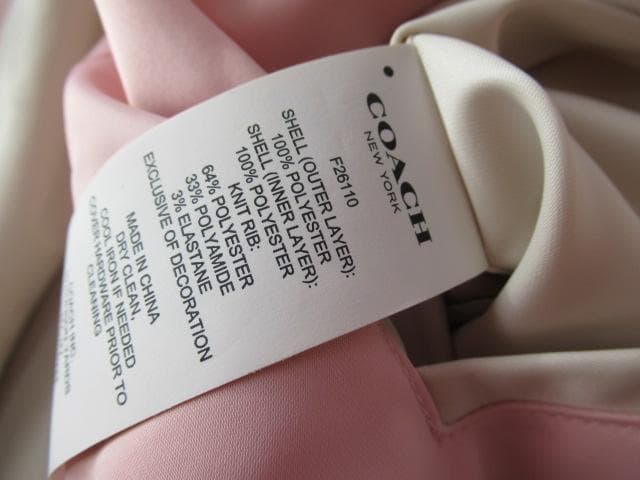 COACH
NEW YORK
F26110
SHELL (OUTER LAYER):
100% POLYESTER
SHELL (INNER LAYER):
100% POLYESTER
KNIT RIB:
64% POLYESTER
33% POLYAMIDE
3% ELASTANE
EXCLUSIVE OF DECORATION
MADE IN CHINA
DRY CLEAN,
COOL IRON IF NEEDED
COVER HARDWARE PRIOR TO
CLEANING